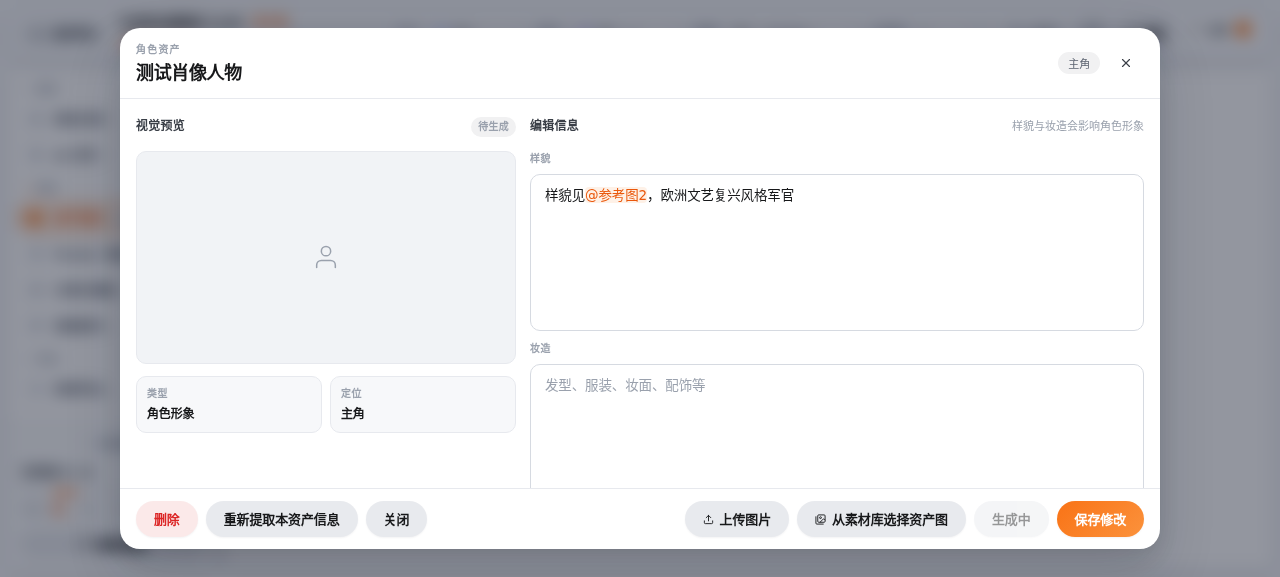 角色资产
测试肖像人物
主角
视觉预览
待生成
编辑信息
样貌与妆造会影响角色形象
样貌
样貌见@参考图2，欧洲文艺复兴风格军官
妆造
发型、服装、妆面、配饰等
类型
角色形象
定位
主角
删除
重新提取本资产信息
关闭
上传图片
从素材库选择资产图
生成中
保存修改